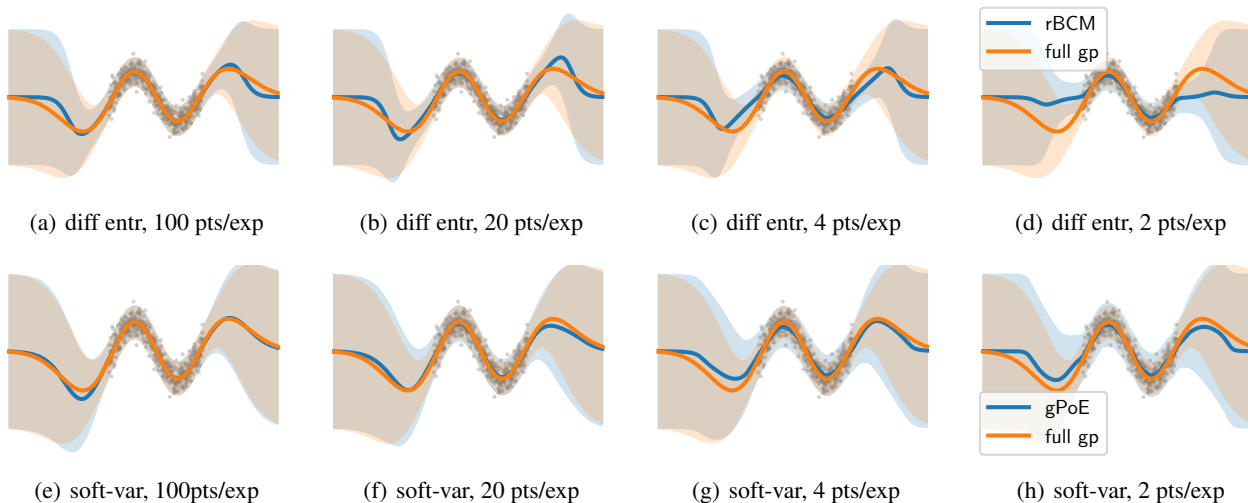 rBCM
full gp
(a) diff entr, 100 pts/exp
(b) diff entr, 20 pts/exp
(c) diff entr, 4 pts/exp
(d) diff entr, 2 pts/exp
gPoE
full gp
(e) soft-var, 100pts/exp
(f) soft-var, 20 pts/exp
(g) soft-var, 4 pts/exp
(h) soft-var, 2 pts/exp